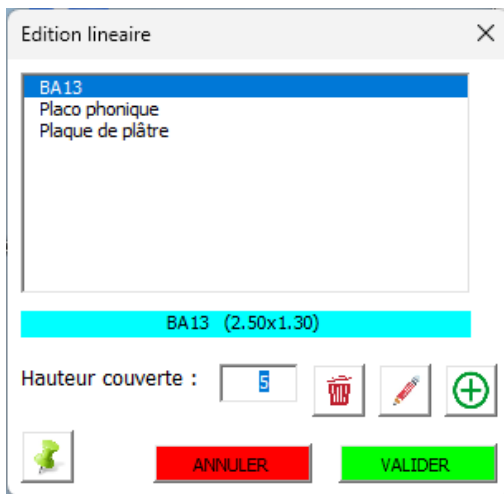 Edition lineaire
BA13
Placo phonique
Plaque de plâtre
BA13 (2.50x1.30)
Hauteur couverte : 5
ANNULER VALIDER